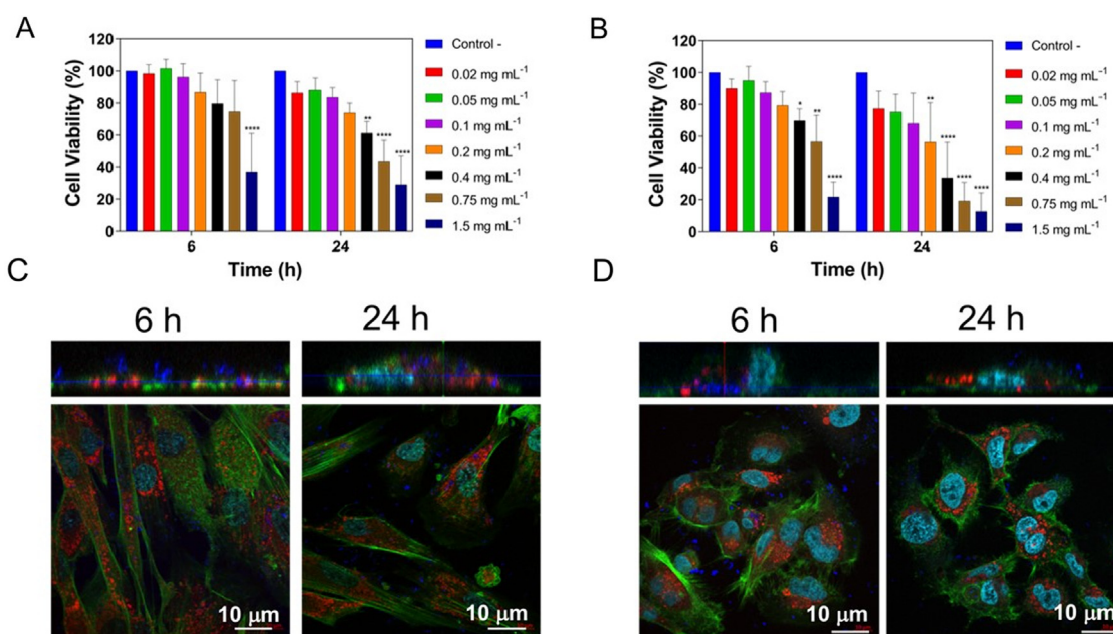 A
Cell Viability (%)
120
100
80
60
40
20
0
****
**
****
****
6
24
Time (h)
Control -
0.02 mg mL⁻¹
0.05 mg mL⁻¹
0.1 mg mL⁻¹
0.2 mg mL⁻¹
0.4 mg mL⁻¹
0.75 mg mL⁻¹
1.5 mg mL⁻¹
B
Cell Viability (%)
120
100
80
60
40
20
0
*
**
****
**
****
****
****
6
24
Time (h)
Control -
0.02 mg mL⁻¹
0.05 mg mL⁻¹
0.1 mg mL⁻¹
0.2 mg mL⁻¹
0.4 mg mL⁻¹
0.75 mg mL⁻¹
1.5 mg mL⁻¹
C
6 h
24 h
10 μm
10 μm
D
6 h
24 h
10 μm
10 μm